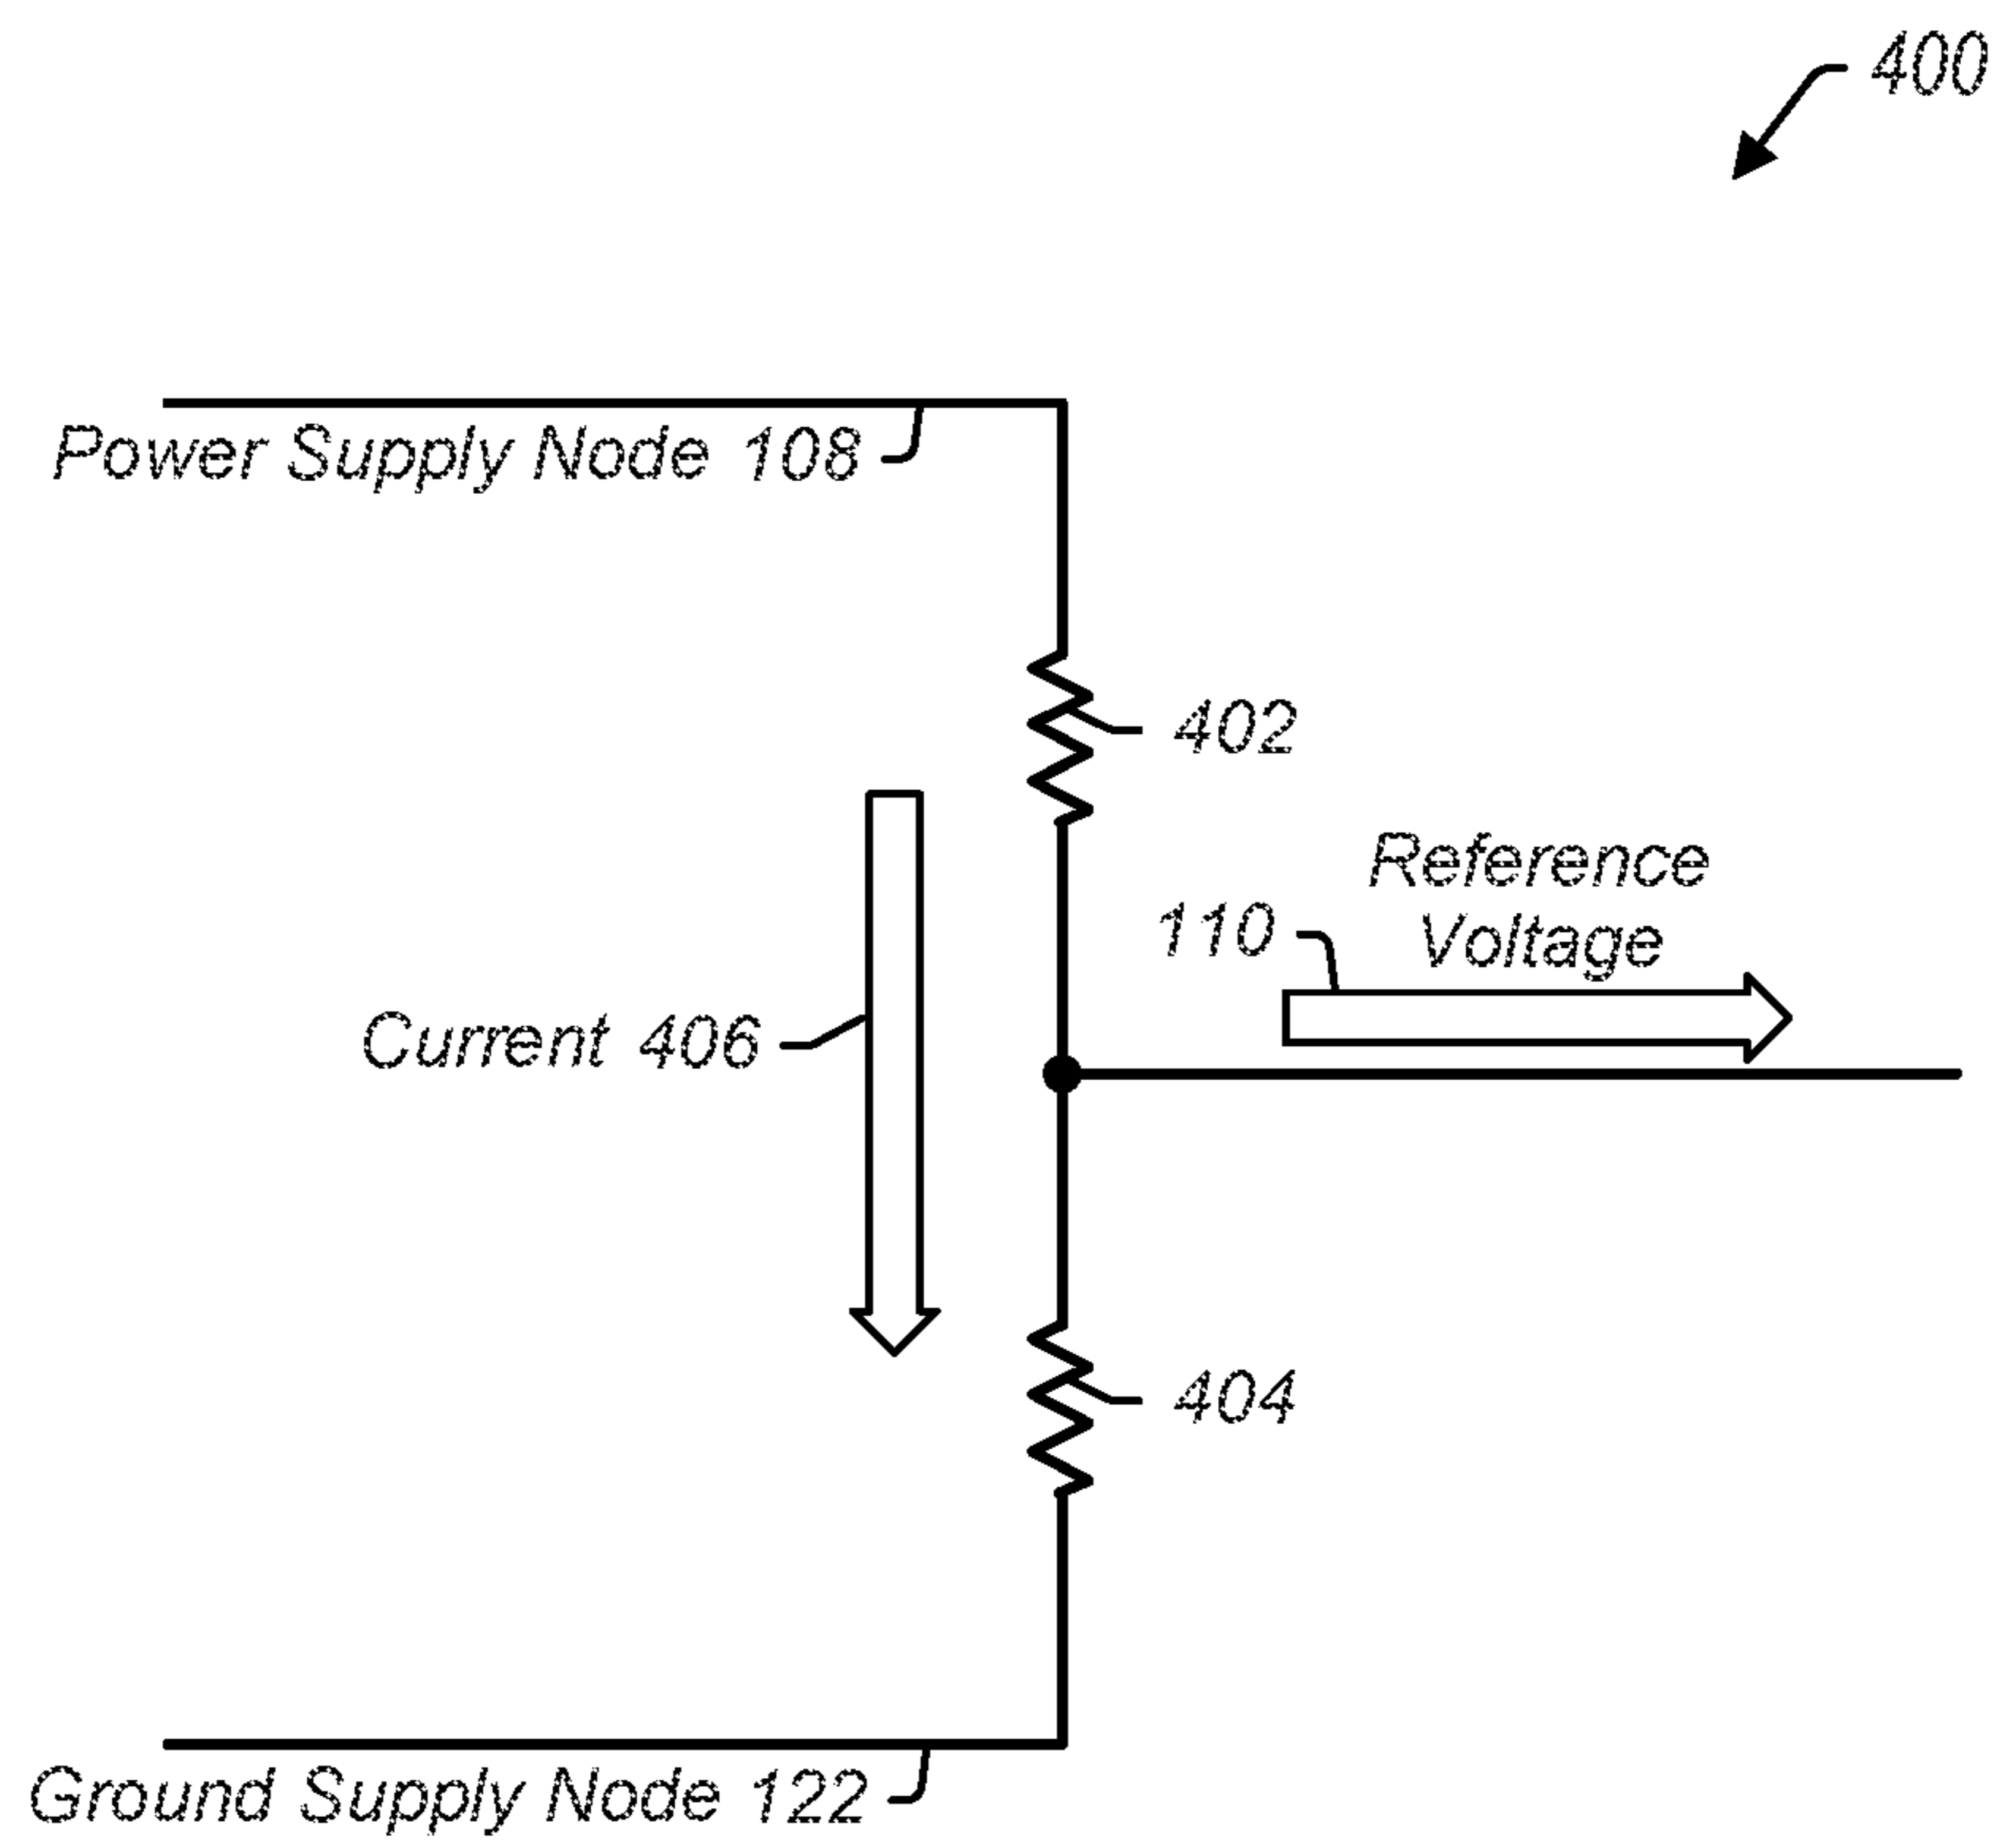 400
Power Supply Node 108
402
Reference
Voltage
110
Current 406
404
Ground Supply Node 122